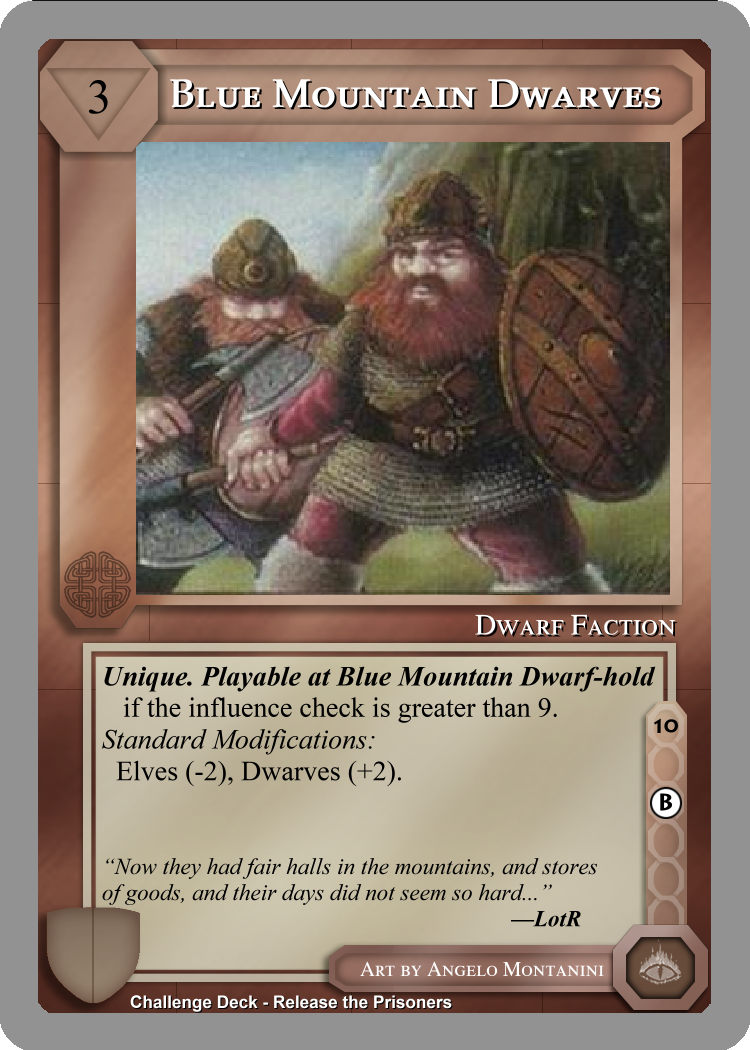 3
Blue Mountain Dwarves
Dwarf Faction
Unique. Playable at Blue Mountain Dwarf-hold
if the influence check is greater than 9.
Standard Modifications:
Elves (-2), Dwarves (+2).
10
B
“Now they had fair halls in the mountains, and stores
of goods, and their days did not seem so hard...”
—LotR
Art by Angelo Montanini
Challenge Deck - Release the Prisoners